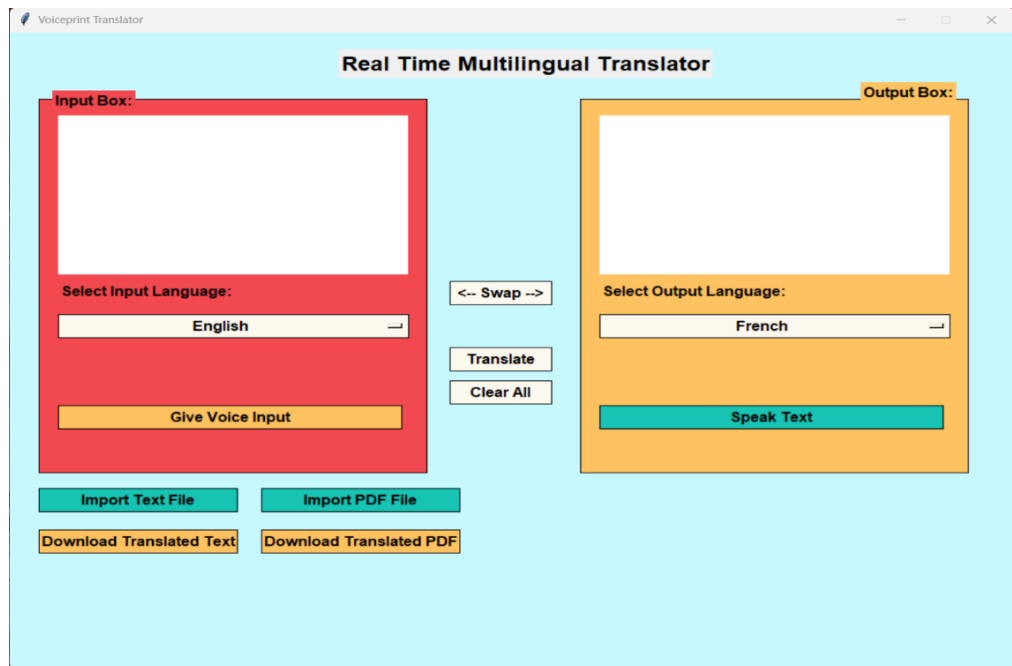 Voiceprint Translator
Real Time Multilingual Translator
Input Box:
Output Box:
Select Input Language:
<-- Swap -->
Select Output Language:
English
French
Translate
Clear All
Give Voice Input
Speak Text
Import Text File
Import PDF File
Download Translated Text
Download Translated PDF